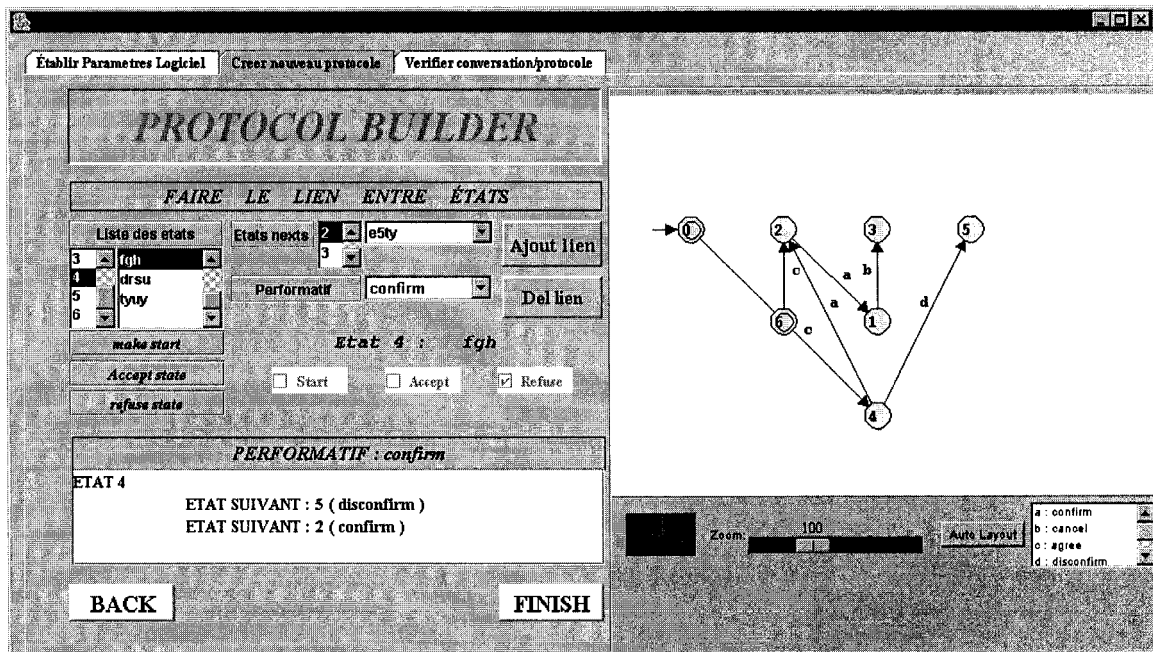 Établir Parametres Logiciel Creer nouveau protocole Verifier conversation/protocole
PROTOCOL BUILDER
FAIRE LE LIEN ENTRE ÉTATS
Liste des etats
3 fgh
4 drsu
5 tyuy
6
make start
Accept state
refuse state
Etats nexts 2 e5ty
3
Performatif confirm
Ajout lien
Del lien
Etat 4 : fgh
Start Accept Refuse
PERFORMATIF : confirm
ETAT 4
ETAT SUIVANT : 5 ( disconfirm )
ETAT SUIVANT : 2 ( confirm )
BACK FINISH
0 2 3 5
c a b
a d
6 c 1
4
Zoom: 100
Auto Layout
a : confirm
b : cancel
c : agree
d : disconfirm